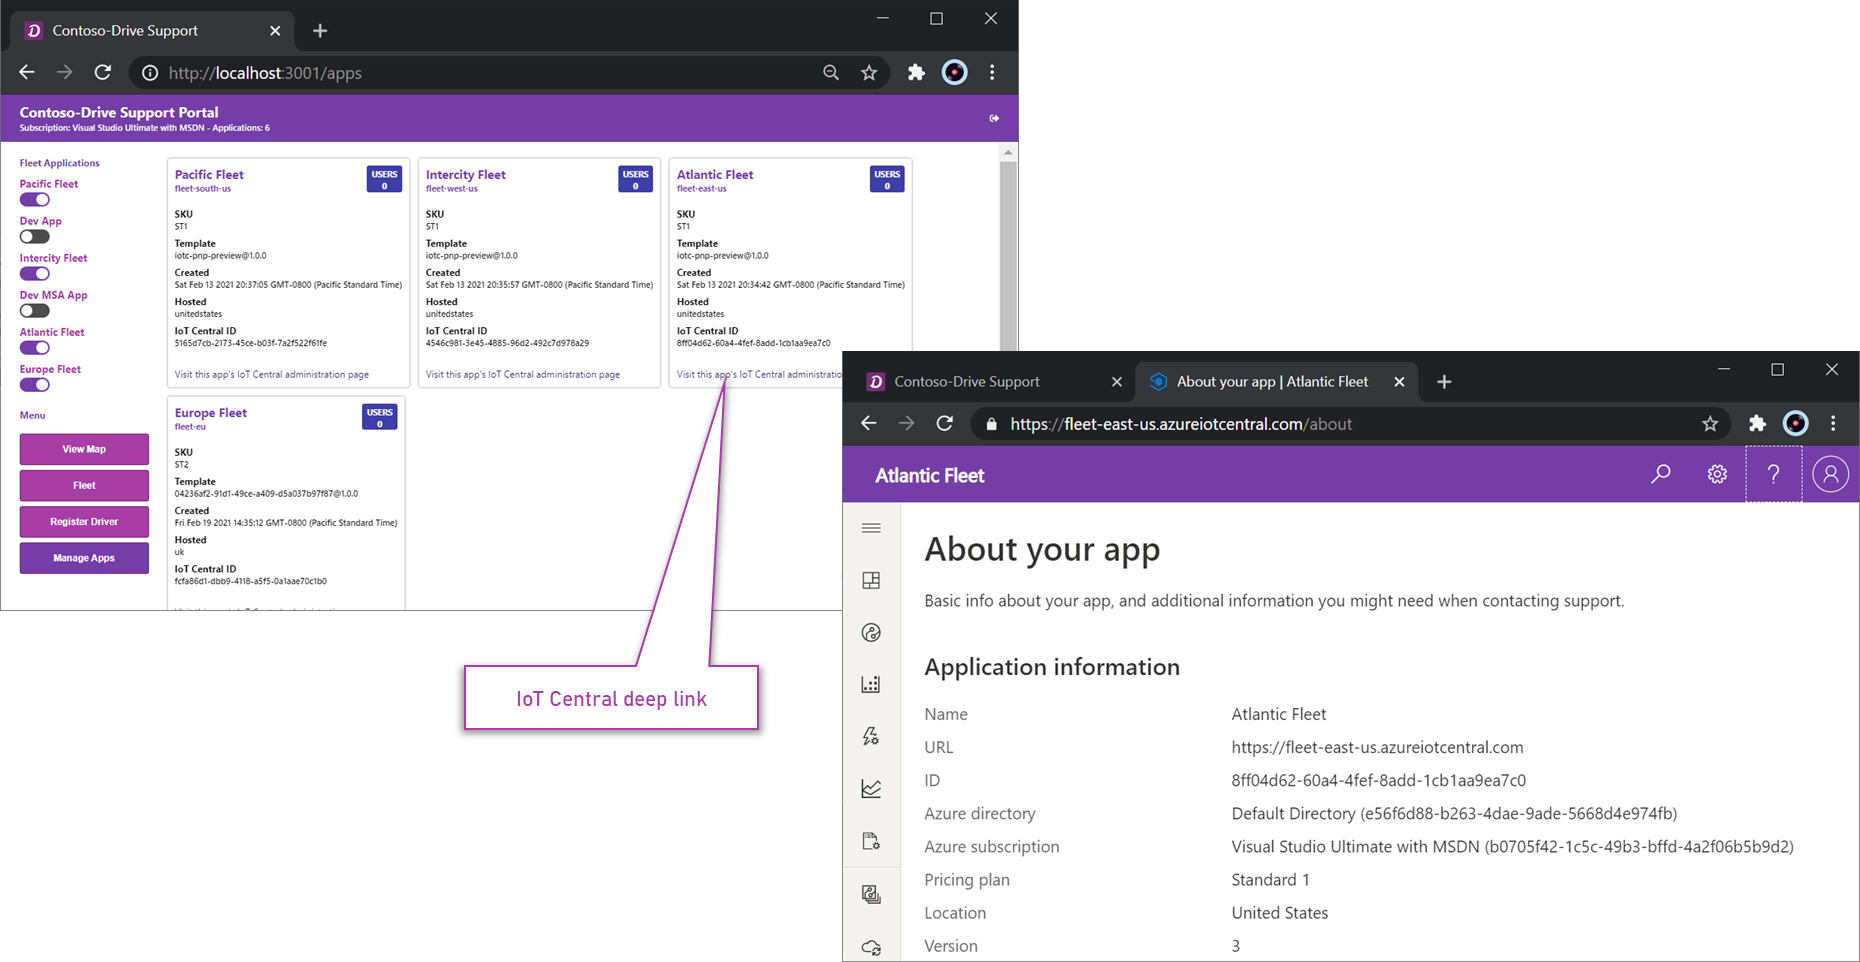 Contoso-Drive Support
http://localhost:3001/apps
Contoso-Drive Support Portal
Subscription: Visual Studio Ultimate with MSDN - Applications: 6
Fleet Applications
Pacific Fleet
Dev App
Intercity Fleet
Dev MSA App
Atlantic Fleet
Europe Fleet
Menu
View Map
Fleet
Register Driver
Manage Apps
Pacific Fleet
fleet-south-us
USERS
0
SKU
ST1
Template
iotc-pnp-preview@1.0.0
Created
Sat Feb 13 2021 20:37:05 GMT-0800 (Pacific Standard Time)
Hosted
unitedstates
IoT Central ID
5165d7cb-2173-45ce-b03f-7a2f522f61fe
Visit this app's IoT Central administration page
Intercity Fleet
fleet-west-us
USERS
0
SKU
ST1
Template
iotc-pnp-preview@1.0.0
Created
Sat Feb 13 2021 20:35:57 GMT-0800 (Pacific Standard Time)
Hosted
unitedstates
IoT Central ID
4546c981-3e45-4885-96d2-492c7d978a29
Visit this app's IoT Central administration page
Atlantic Fleet
fleet-east-us
USERS
0
SKU
ST1
Template
iotc-pnp-preview@1.0.0
Created
Sat Feb 13 2021 20:34:42 GMT-0800 (Pacific Standard Time)
Hosted
unitedstates
IoT Central ID
8ff04d62-60a4-4fef-8add-1cb1aa9ea7c0
Visit this app's IoT Central administratio
Europe Fleet
fleet-eu
USERS
0
SKU
ST2
Template
04236af2-91d1-49ce-a409-d5a037b97f87@1.0.0
Created
Fri Feb 19 2021 14:35:12 GMT-0800 (Pacific Standard Time)
Hosted
uk
IoT Central ID
fcfa86d1-dbb9-4118-a5f5-0a1aae70c1b0
IoT Central deep link
Contoso-Drive Support
About your app | Atlantic Fleet
https://fleet-east-us.azureiotcentral.com/about
Atlantic Fleet
About your app
Basic info about your app, and additional information you might need when contacting support.
Application information
Name Atlantic Fleet
URL https://fleet-east-us.azureiotcentral.com
ID 8ff04d62-60a4-4fef-8add-1cb1aa9ea7c0
Azure directory Default Directory (e56f6d88-b263-4dae-9ade-5668d4e974fb)
Azure subscription Visual Studio Ultimate with MSDN (b0705f42-1c5c-49b3-bffd-4a2f06b5b9d2)
Pricing plan Standard 1
Location United States
Version 3